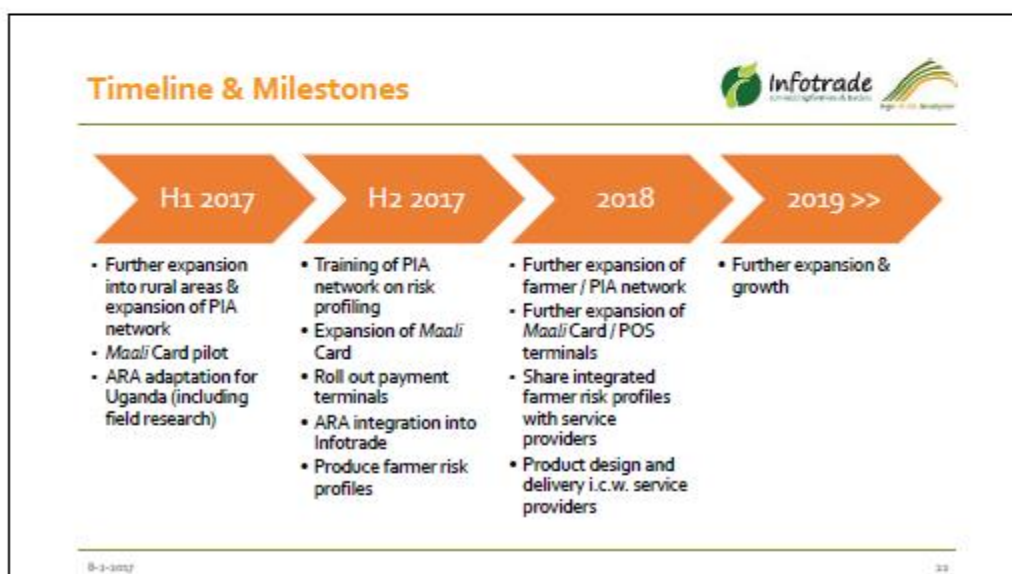 Timeline & Milestones
Infotrade
H1 2017
H2 2017
2018
2019 >>
• Further expansion
into rural areas &
expansion of PIA
network
• Maali Card pilot
• ARA adaptation for
Uganda (including
field research)
• Training of PIA
network on risk
profiling
• Expansion of Maali
Card
• Roll out payment
terminals
• ARA integration into
Infotrade
• Produce farmer risk
profiles
• Further expansion of
farmer / PIA network
• Further expansion of
Maali Card / POS
terminals
• Share integrated
farmer risk profiles
with service
providers
• Product design and
delivery i.c.w. service
providers
• Further expansion &
growth
8-2-2017